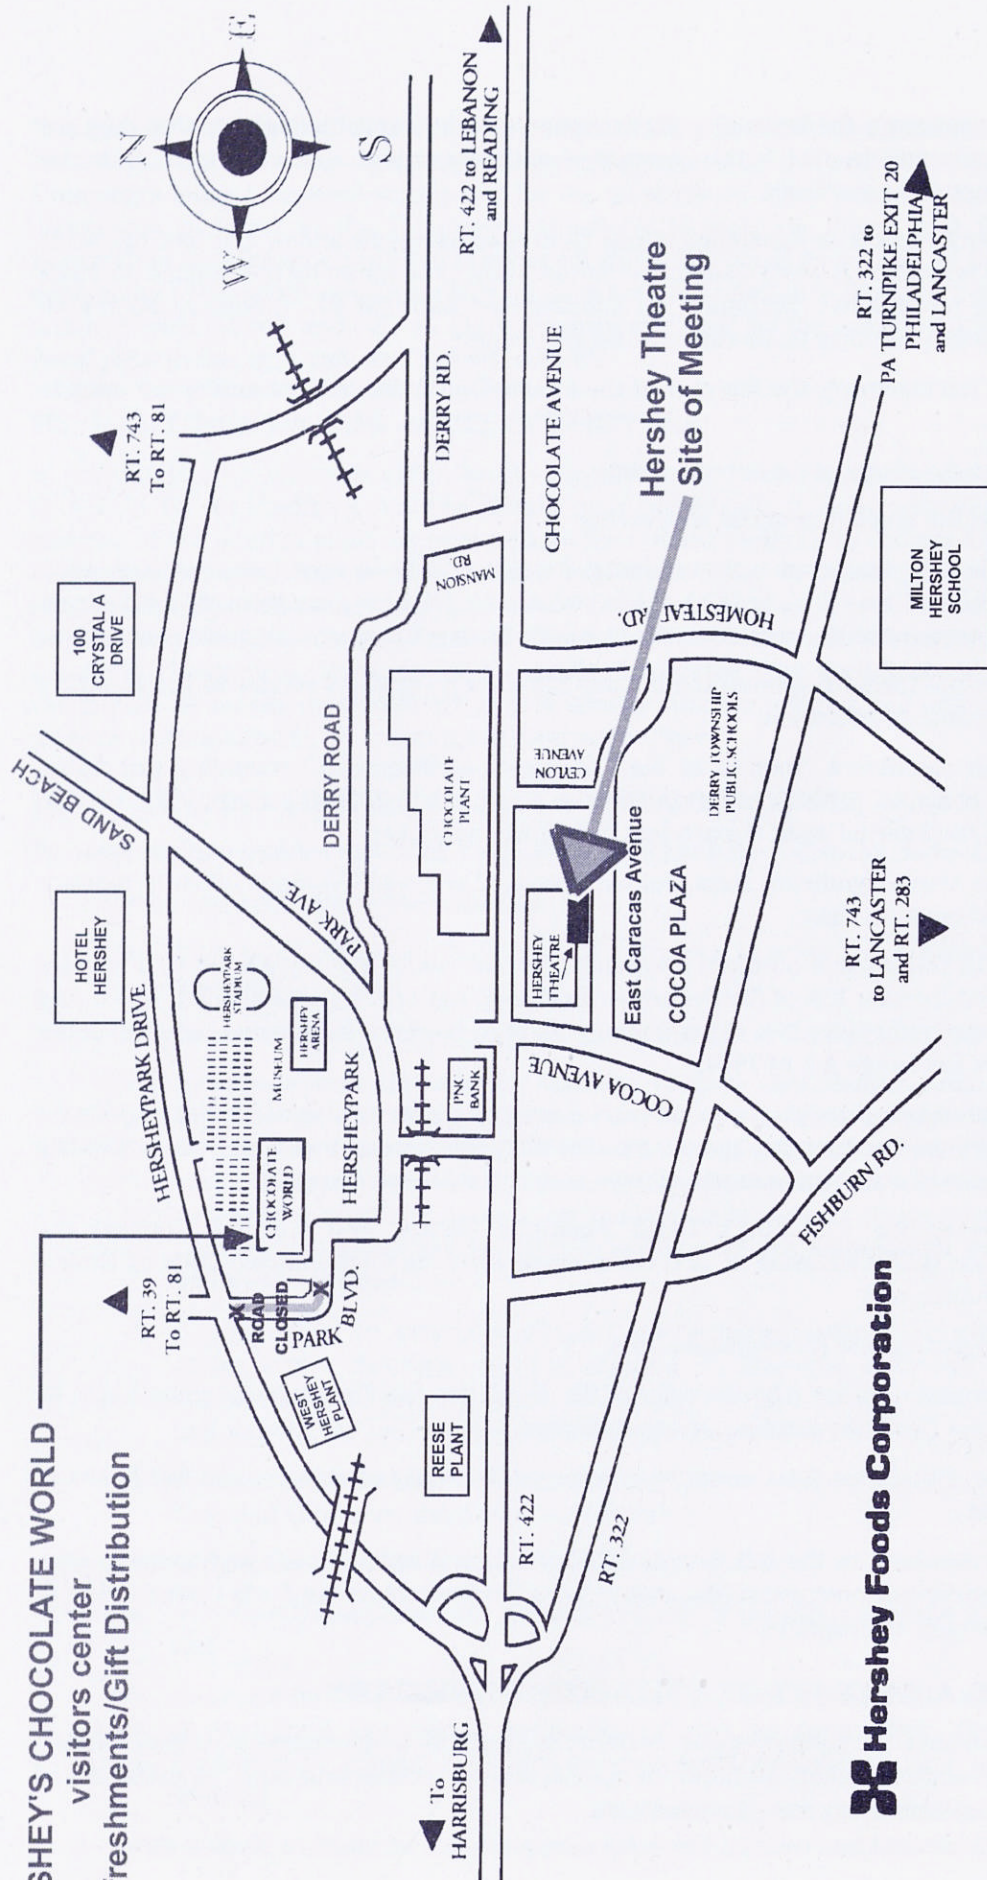 SHEY'S CHOCOLATE WORLD
visitors center
freshments/Gift Distribution
RT. 39
To RT. 81
HOTEL
HERSHEY
SAND BEACH
100
CRYSTAL A
DRIVE
RT. 743
To RT. 81
N
W
E
S
HERSHEYPARK DRIVE
ROAD
CLOSED
PARK
BLVD.
WEST
HERSHEY
PLANT
CHOCOLATE
WORLD
MUSEUM
HERSHEYPARK
STADIUM
HERSHEY
ARENA
HERSHEYPARK
PARK AVE.
DERRY ROAD
DERRY RD.
MANSION
RD.
RT. 422 to LEBANON
and READING
To
HARRISBURG
REESE
PLANT
PNC
BANK
CHOCOLATE
PLANT
CHOCOLATE AVENUE
RT. 422
RT. 322
COCOA AVENUE
HERSHEY
THEATRE
CEYLON
AVENUE
HOMESTEAD RD.
Hershey Theatre
Site of Meeting
East Caracas Avenue
COCOA PLAZA
DERRY TOWNSHIP
PUBLIC SCHOOLS
FISHBURN RD.
RT. 743
to LANCASTER
and RT. 283
MILTON
HERSHEY
SCHOOL
RT. 322 to
PA TURNPIKE EXIT 20
PHILADELPHIA
and LANCASTER
Hershey Foods Corporation